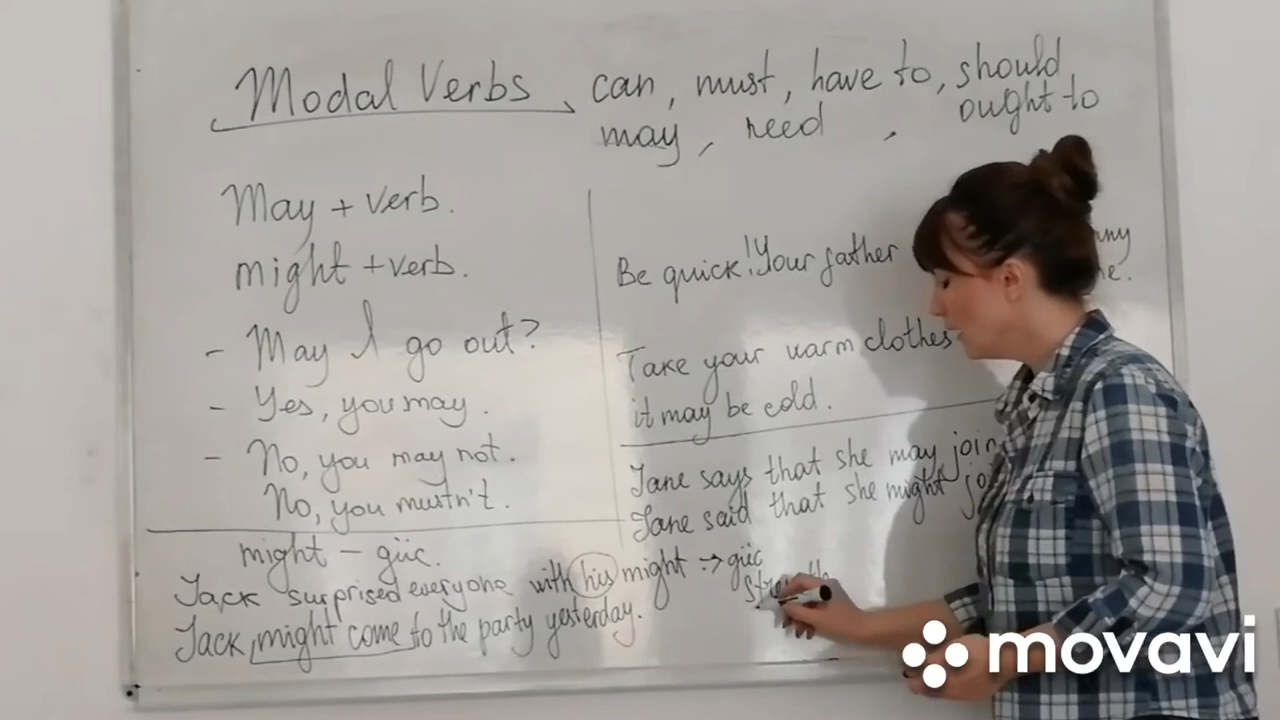 Modal Verbs can, must, have to, should,
may, need , ought to
May + verb.
might + verb.
- May I go out?
- Yes, you may.
- No, you may not.
No, you mustn't.
Be quick! Your father
Take your warm clothes
it may be cold.
Jane says that she may join
Jane said that she might
might - güc.
Jack surprised everyone with his might :→ güc
Jack might come to the party yesterday.
movavi